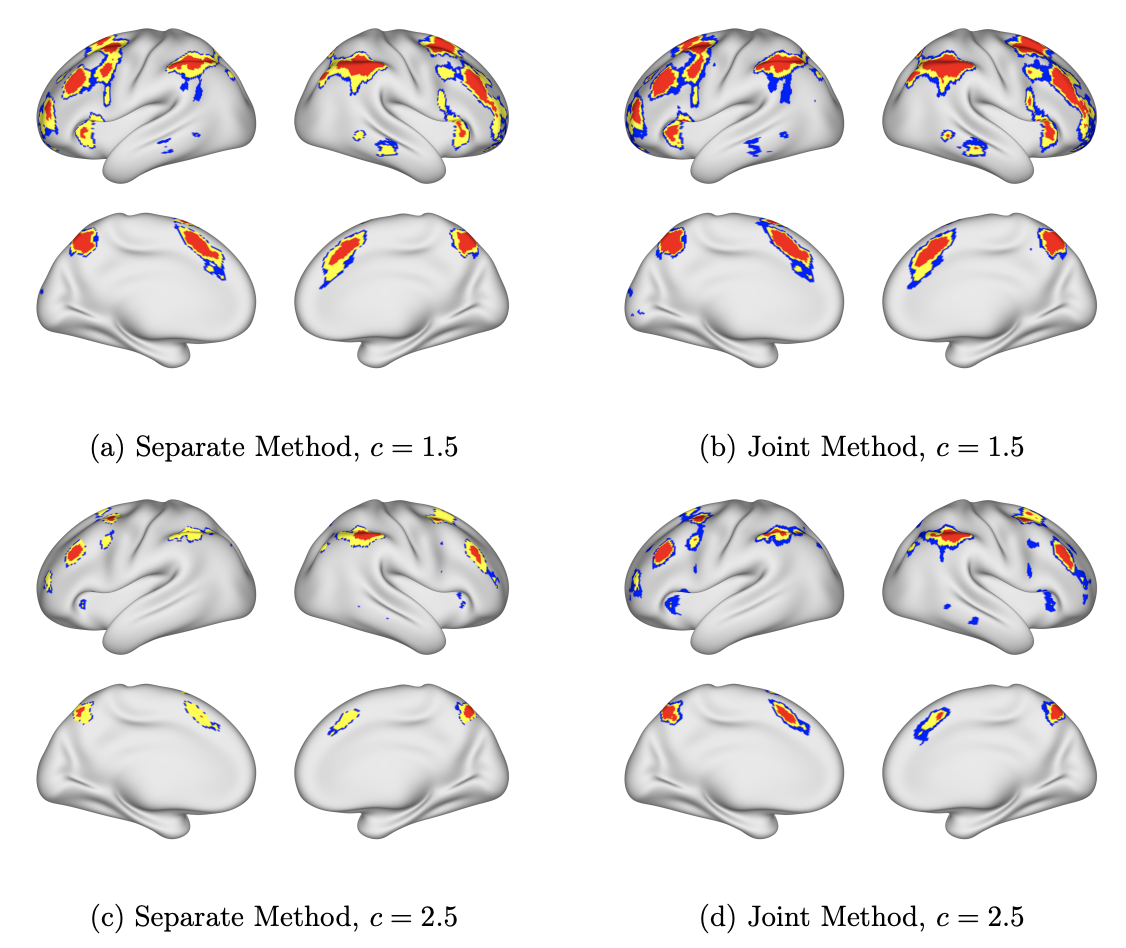 (a) Separate Method, c = 1.5
(b) Joint Method, c = 1.5
(c) Separate Method, c = 2.5
(d) Joint Method, c = 2.5